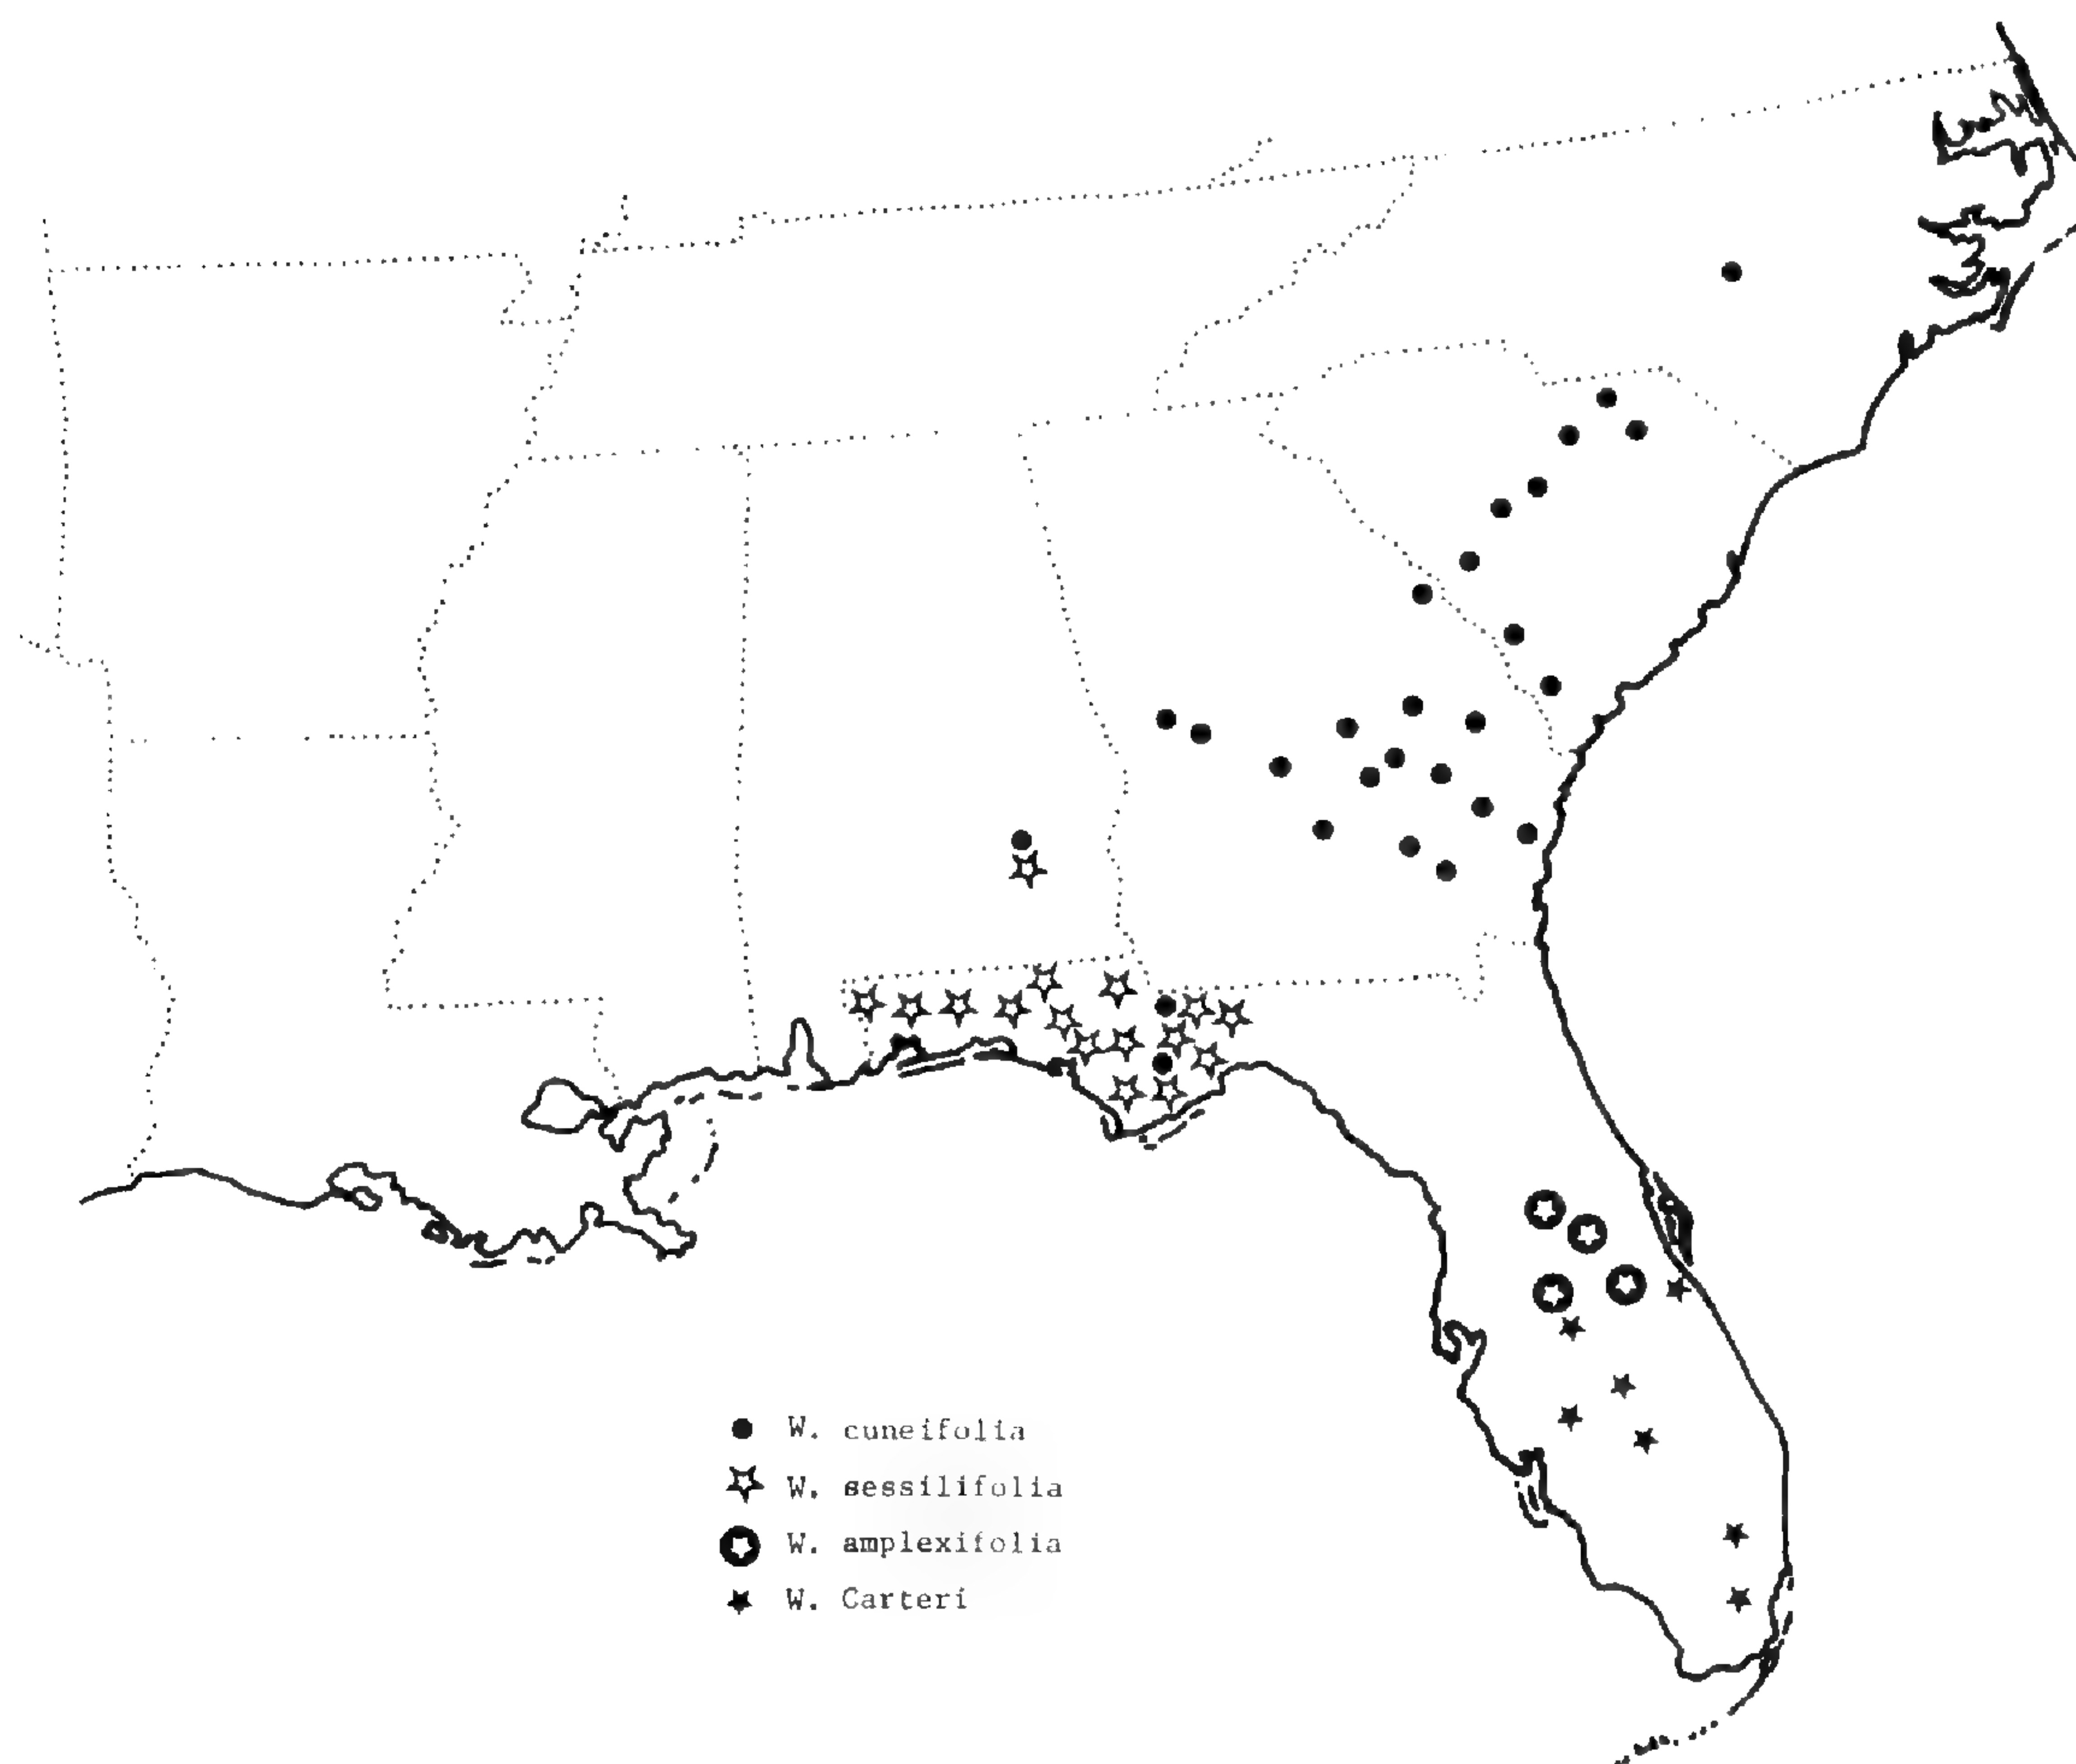 W. cuneifolia
W. sessilifolia
W. amplexifolia
W. Carteri